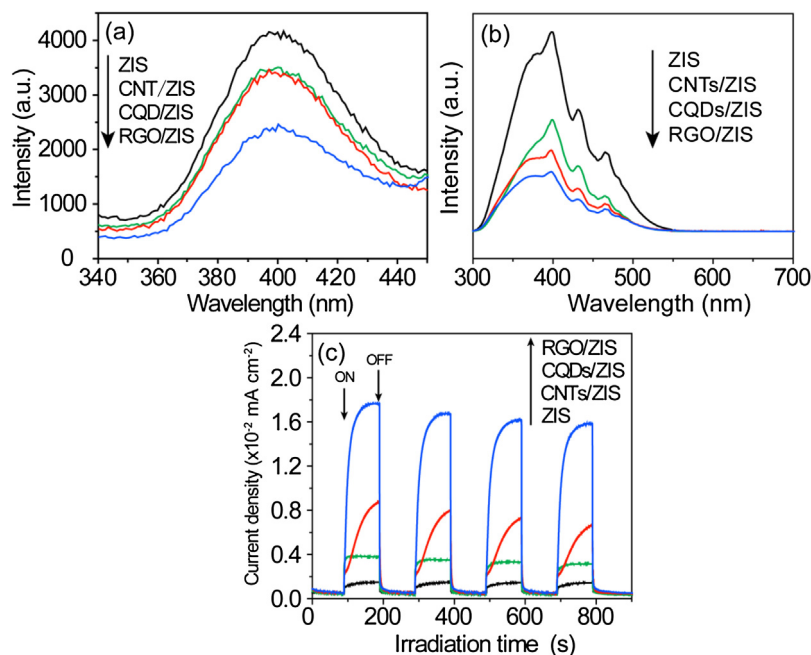 (a)
ZIS
CNT/ZIS
CQD/ZIS
RGO/ZIS
Intensity (a.u.)
4000
3000
2000
1000
0
340 360 380 400 420 440
Wavelength (nm)
(b)
ZIS
CNTs/ZIS
CQDs/ZIS
RGO/ZIS
Intensity (a.u.)
300 400 500 600 700
Wavelength (nm)
(c)
ON
OFF
RGO/ZIS
CQDs/ZIS
CNTs/ZIS
ZIS
Current density (x10⁻² mA cm⁻²)
2.4
2.0
1.6
1.2
0.8
0.4
0.0
0 200 400 600 800
Irradiation time (s)